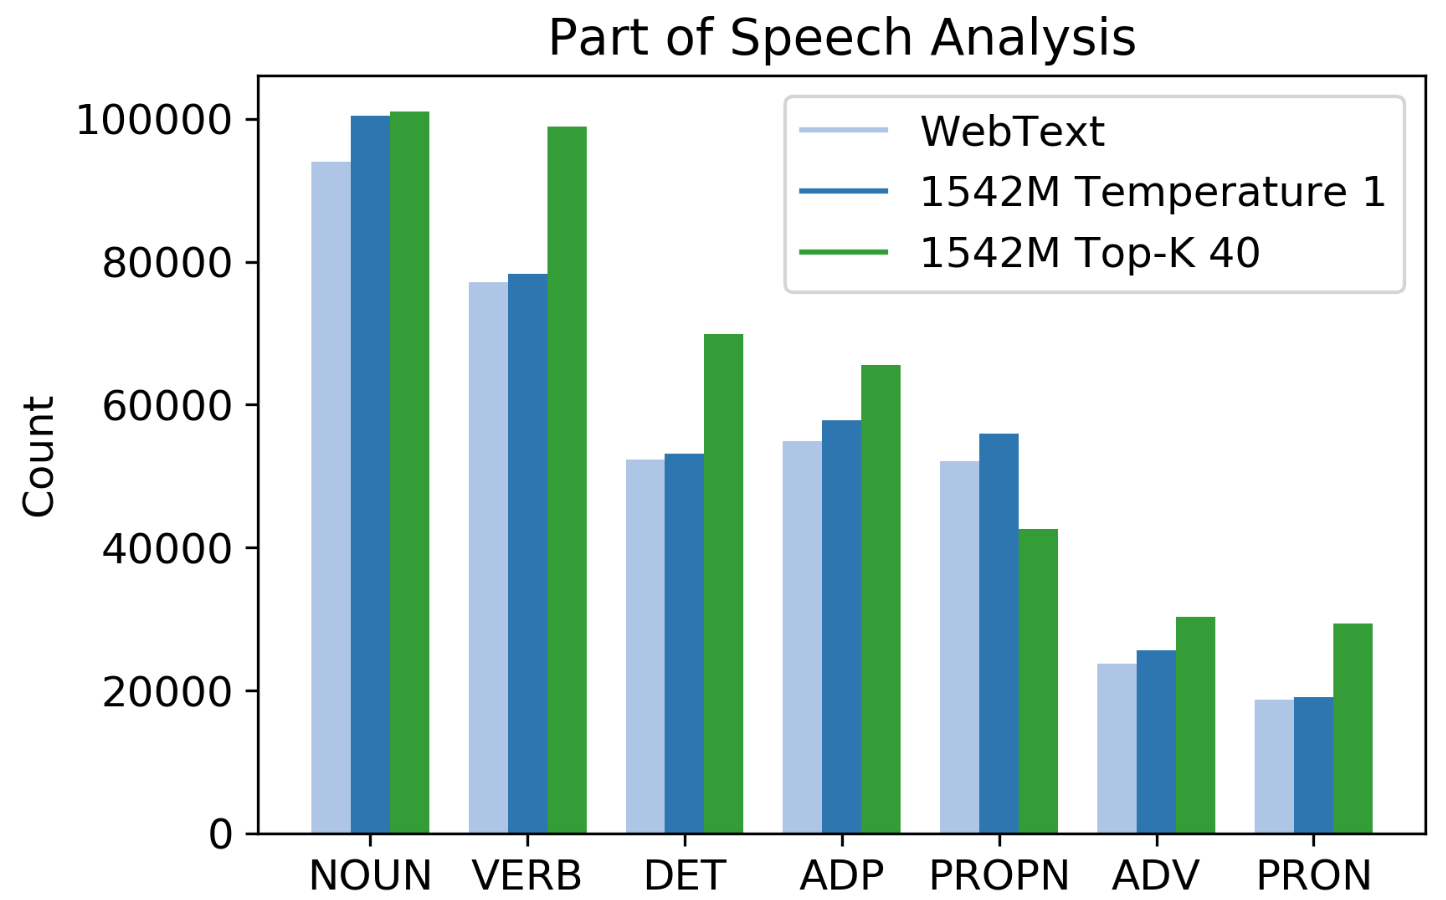 Part of Speech Analysis
WebText
1542M Temperature 1
1542M Top-K 40
Count
100000
80000
60000
40000
20000
0
NOUN VERB DET ADP PROPN ADV PRON